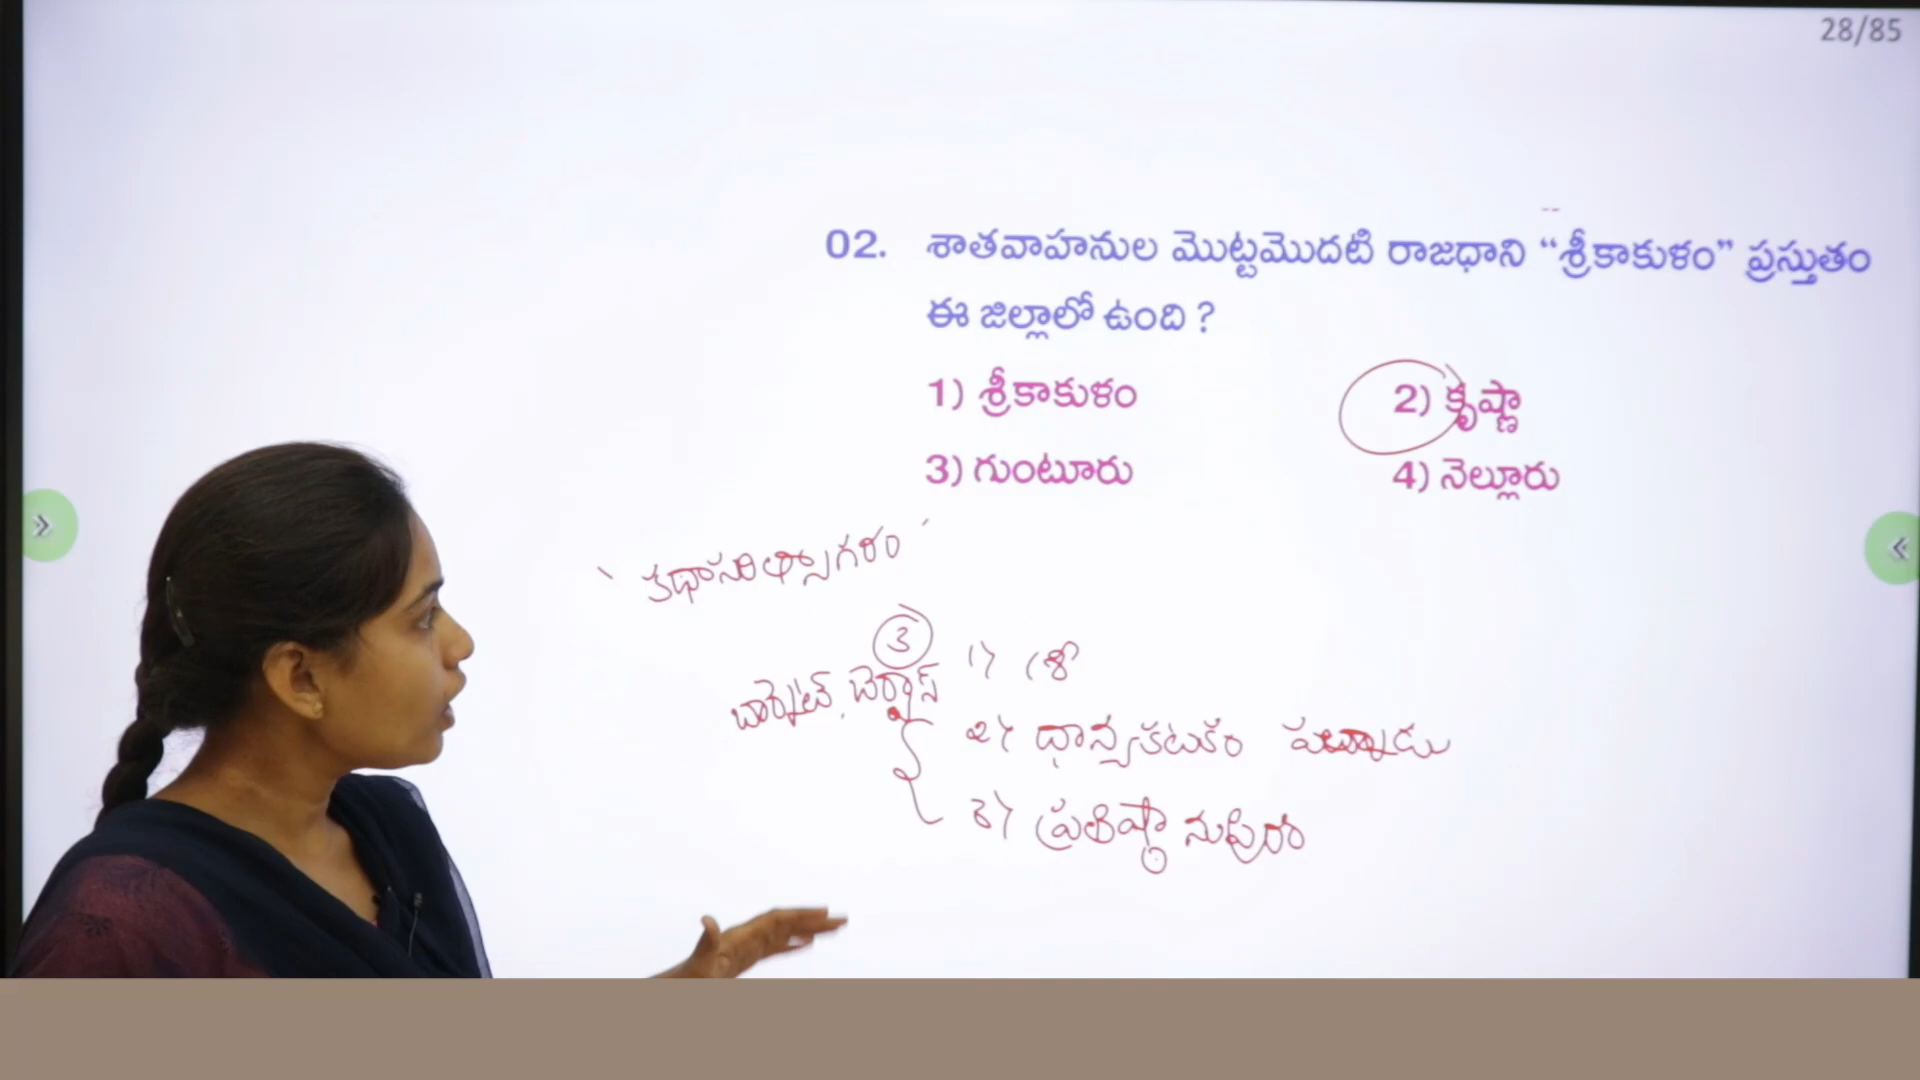 28/85
02. శాతవాహనుల మొట్టమొదటి రాజధాని “శ్రీకాకుళం” ప్రస్తుతం
ఈ జిల్లాలో ఉంది ?
1) శ్రీకాకుళం 2) కృష్ణా
3) గుంటూరు 4) నెల్లూరు
కథాసరిత్సాగరం
3
1) శ్రీ
బార్నెట్, బెర్గెస్
2) ధాన్యకటకం
3) ప్రతిష్ఠానపురం